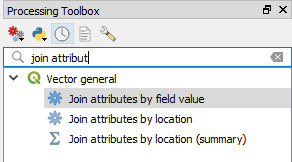 Processing Toolbox
join attribut
Vector general
Join attributes by field value
Join attributes by location
Join attributes by location (summary)